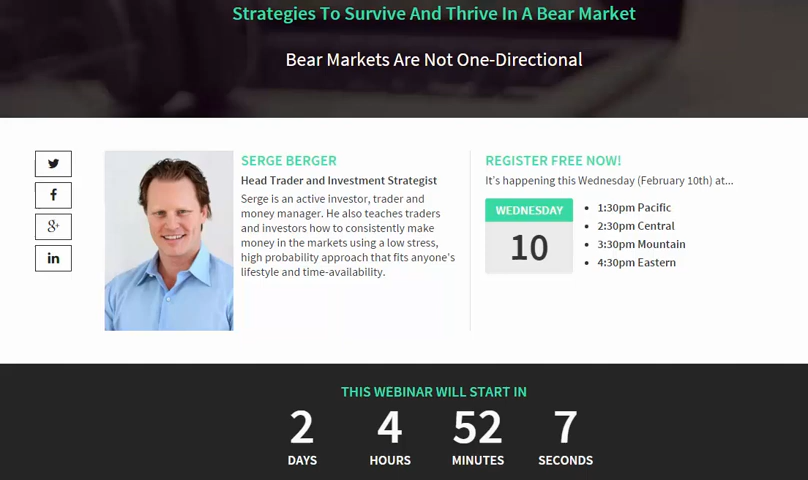 Strategies To Survive And Thrive In A Bear Market
Bear Markets Are Not One-Directional
SERGE BERGER
Head Trader and Investment Strategist
Serge is an active investor, trader and
money manager. He also teaches traders
and investors how to consistently make
money in the markets using a low stress,
high probability approach that fits anyone's
lifestyle and time-availability.
REGISTER FREE NOW!
It's happening this Wednesday (February 10th) at...
WEDNESDAY
10
1:30pm Pacific
2:30pm Central
3:30pm Mountain
4:30pm Eastern
THIS WEBINAR WILL START IN
2 4 52 7
DAYS HOURS MINUTES SECONDS